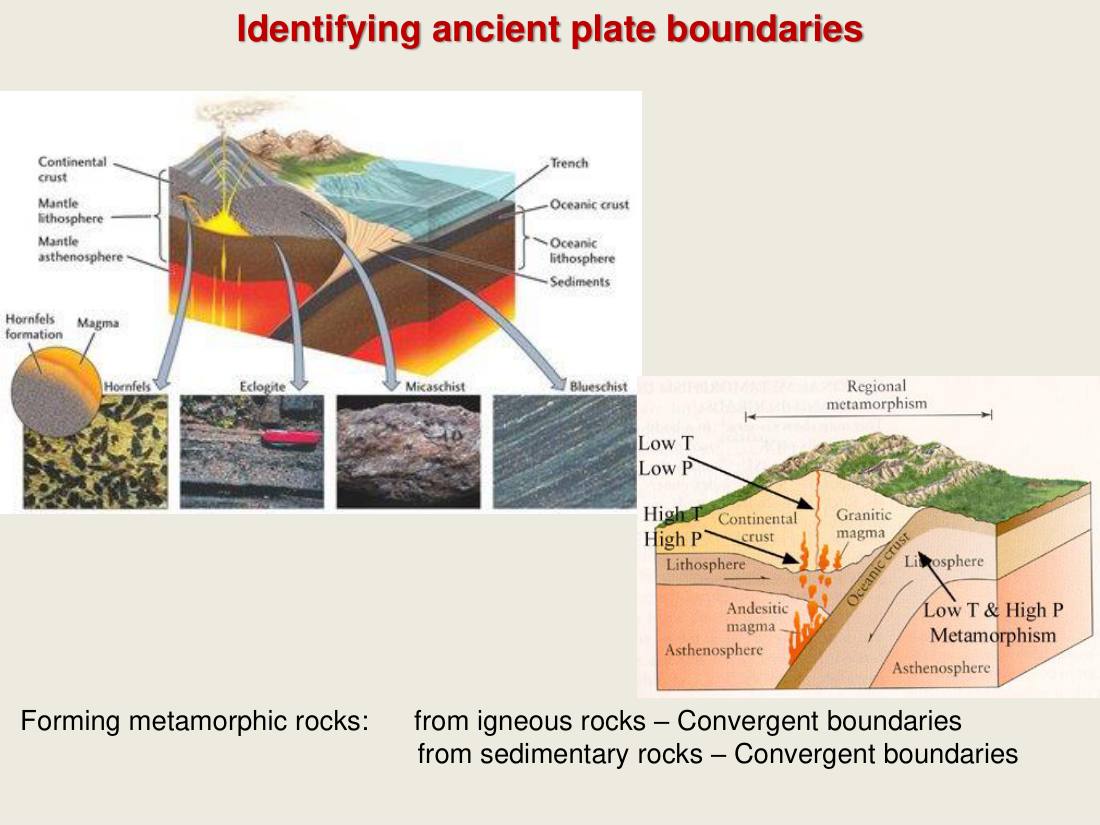 Identifying ancient plate boundaries
Continental
crust
Mantle
lithosphere
Mantle
asthenosphere
Trench
Oceanic crust
Oceanic
lithosphere
Sediments
Hornfels
formation
Magma
Hornfels
Eclogite
Micaschist
Blueschist
Regional
metamorphism
Low T
Low P
High T
High P
Continental
crust
Granitic
magma
Lithosphere
Oceanic crust
Lithosphere
Andesitic
magma
Low T & High P
Metamorphism
Asthenosphere
Asthenosphere
Forming metamorphic rocks: from igneous rocks – Convergent boundaries
from sedimentary rocks – Convergent boundaries